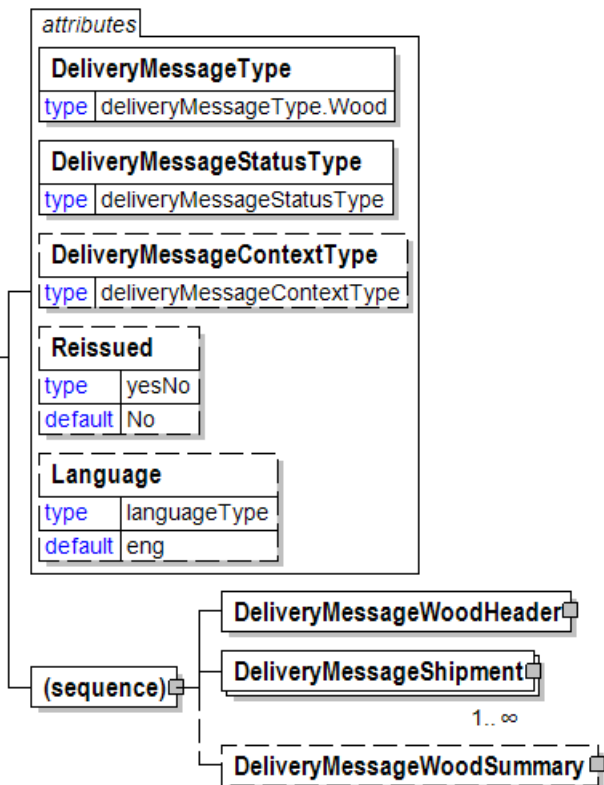 attributes
DeliveryMessageType
type deliveryMessageType.Wood
DeliveryMessageStatusType
type deliveryMessageStatusType
DeliveryMessageContextType
type deliveryMessageContextType
Reissued
type yesNo
default No
Language
type languageType
default eng
DeliveryMessageWoodHeader
(sequence)
DeliveryMessageShipment
1.. ∞
DeliveryMessageWoodSummary